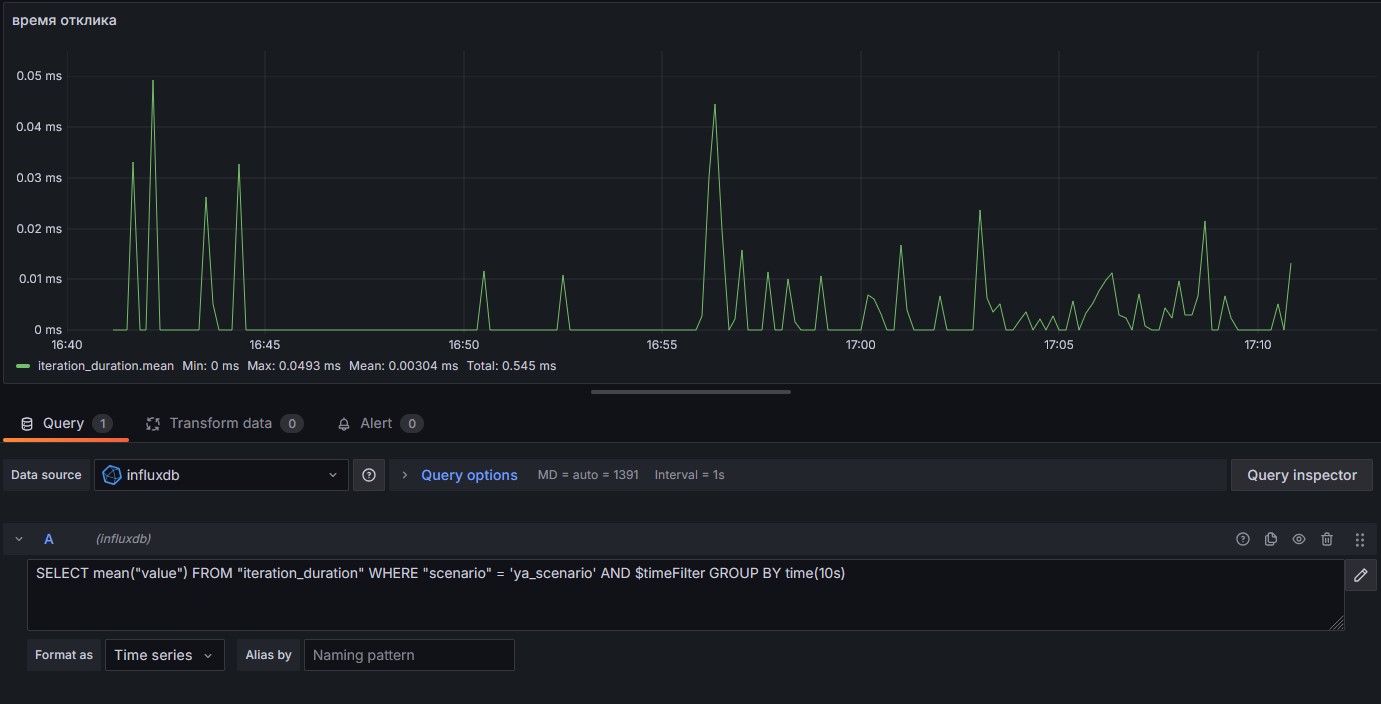 время отклика
0.05 ms
0.04 ms
0.03 ms
0.02 ms
0.01 ms
0 ms
16:40 16:45 16:50 16:55 17:00 17:05 17:10
iteration_duration.mean Min: 0 ms Max: 0.0493 ms Mean: 0.00304 ms Total: 0.545 ms
Query 1 Transform data 0 Alert 0
Data source influxdb Query options MD = auto = 1391 Interval = 1s Query inspector
A (influxdb)
SELECT mean("value") FROM "iteration_duration" WHERE "scenario" = 'ya_scenario' AND $timeFilter GROUP BY time(10s)
Format as Time series Alias by Naming pattern